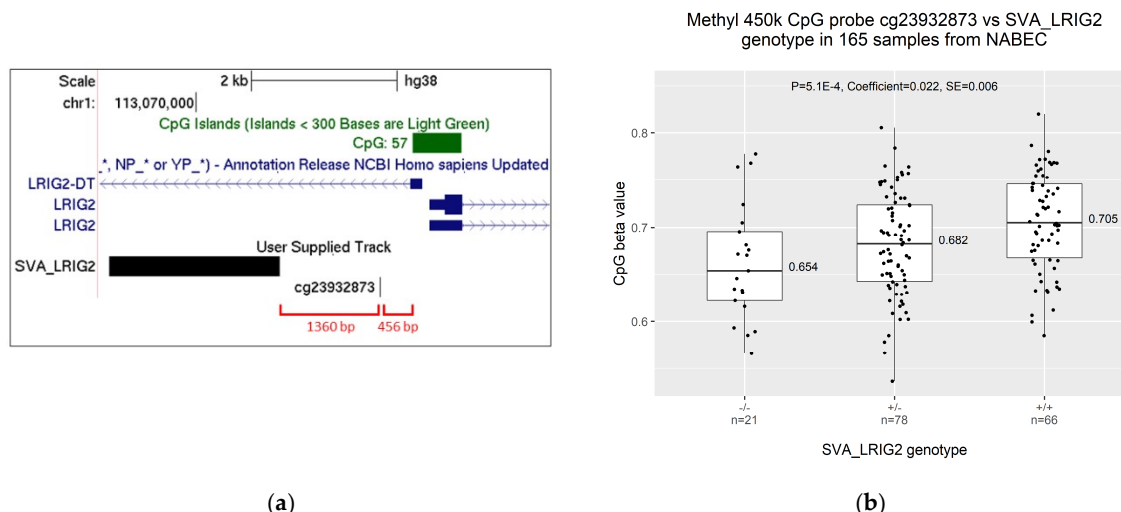 Scale 2 kb hg38
chr1: 113,070,000
CpG Islands (Islands < 300 Bases are Light Green)
CpG: 57
_*, NP_* or YP_*) - Annotation Release NCBI Homo sapiens Updated
LRIG2-DT
LRIG2
LRIG2
User Supplied Track
SVA_LRIG2
cg23932873
1360 bp 456 bp
(a)
Methyl 450k CpG probe cg23932873 vs SVA_LRIG2
genotype in 165 samples from NABEC
P=5.1E-4, Coefficient=0.022, SE=0.006
CpG beta value
0.8
0.7
0.6
0.654
0.682
0.705
-/- +/- +/+
n=21 n=78 n=66
SVA_LRIG2 genotype
(b)